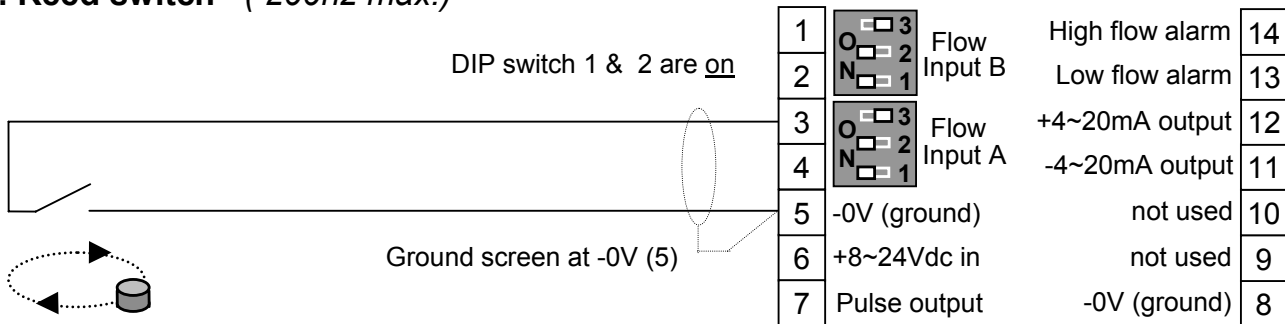 Reed switch (200hz max.)
DIP switch 1 & 2 are on
Ground screen at -0V (5)
1
2
3
4
5
6
7
O N
3
2
1
Flow
Input B
O N
3
2
1
Flow
Input A
-0V (ground)
+8~24Vdc in
Pulse output
High flow alarm 14
Low flow alarm 13
+4~20mA output 12
-4~20mA output 11
not used 10
not used 9
-0V (ground) 8